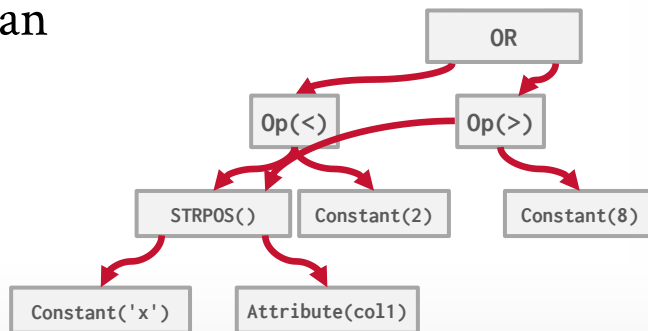 an
OR
Op(<)
Op(>)
STRPOS()
Constant(2)
Constant(8)
Constant('x')
Attribute(col1)